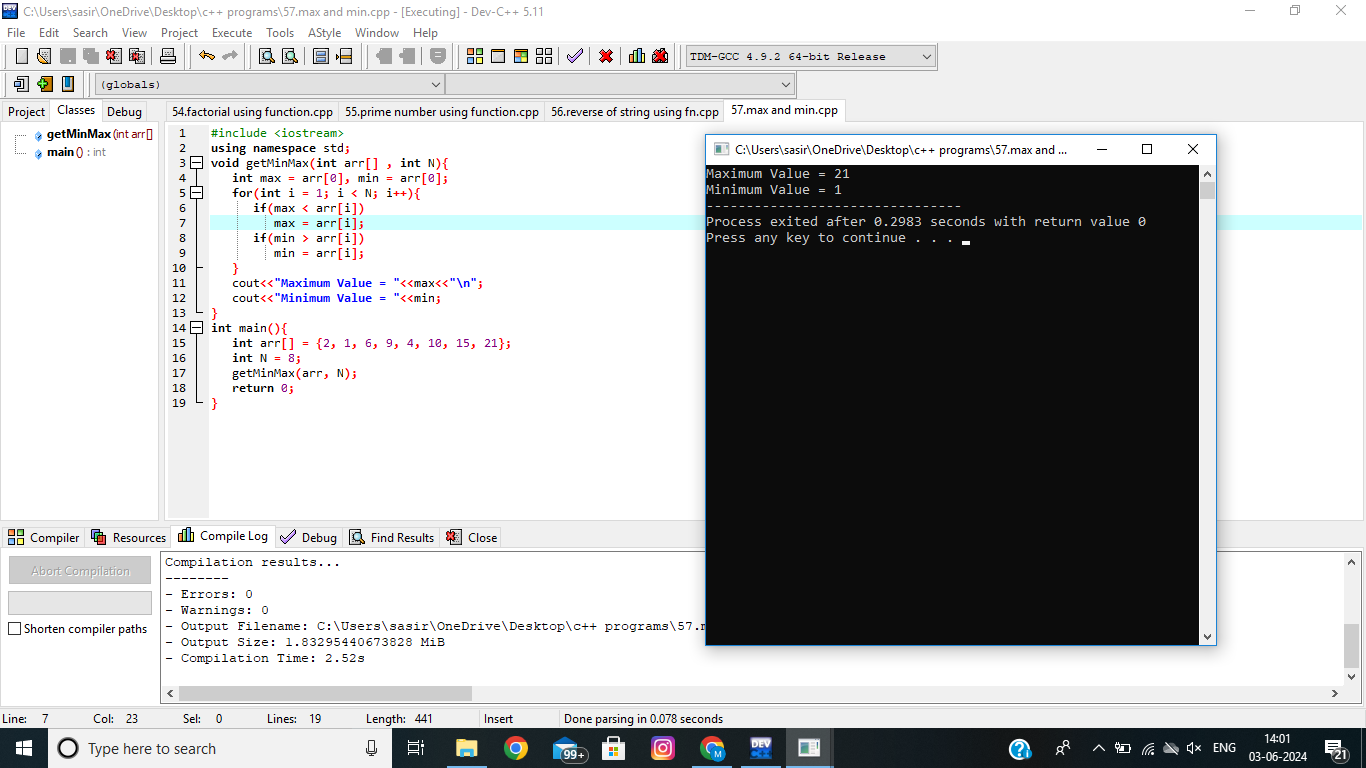 C:\Users\sasir\OneDrive\Desktop\c++ programs\57.max and min.cpp - [Executing] - Dev-C++ 5.11
File Edit Search View Project Execute Tools AStyle Window Help
TDM-GCC 4.9.2 64-bit Release
(globals)
Project Classes Debug
54.factorial using function.cpp 55.prime number using function.cpp 56.reverse of string using fn.cpp 57.max and min.cpp
getMinMax (int arr[]
main () : int
1 #include <iostream>
2 using namespace std;
3 void getMinMax(int arr[] , int N){
4 int max = arr[0], min = arr[0];
5 for(int i = 1; i < N; i++){
6 if(max < arr[i])
7 max = arr[i];
8 if(min > arr[i])
9 min = arr[i];
10 }
11 cout<<"Maximum Value = "<<max<<"\n";
12 cout<<"Minimum Value = "<<min;
13 }
14 int main(){
15 int arr[] = {2, 1, 6, 9, 4, 10, 15, 21};
16 int N = 8;
17 getMinMax(arr, N);
18 return 0;
19 }
C:\Users\sasir\OneDrive\Desktop\c++ programs\57.max and ...
Maximum Value = 21
Minimum Value = 1
--------------------------------
Process exited after 0.2983 seconds with return value 0
Press any key to continue . . .
Compiler Resources Compile Log Debug Find Results Close
Abort Compilation
Shorten compiler paths
Compilation results...
--------
- Errors: 0
- Warnings: 0
- Output Filename: C:\Users\sasir\OneDrive\Desktop\c++ programs\57.m
- Output Size: 1.83295440673828 MiB
- Compilation Time: 2.52s
Line: 7 Col: 23 Sel: 0 Lines: 19 Length: 441 Insert Done parsing in 0.078 seconds
Type here to search
99+
M
DEV
ENG
14:01
03-06-2024
21